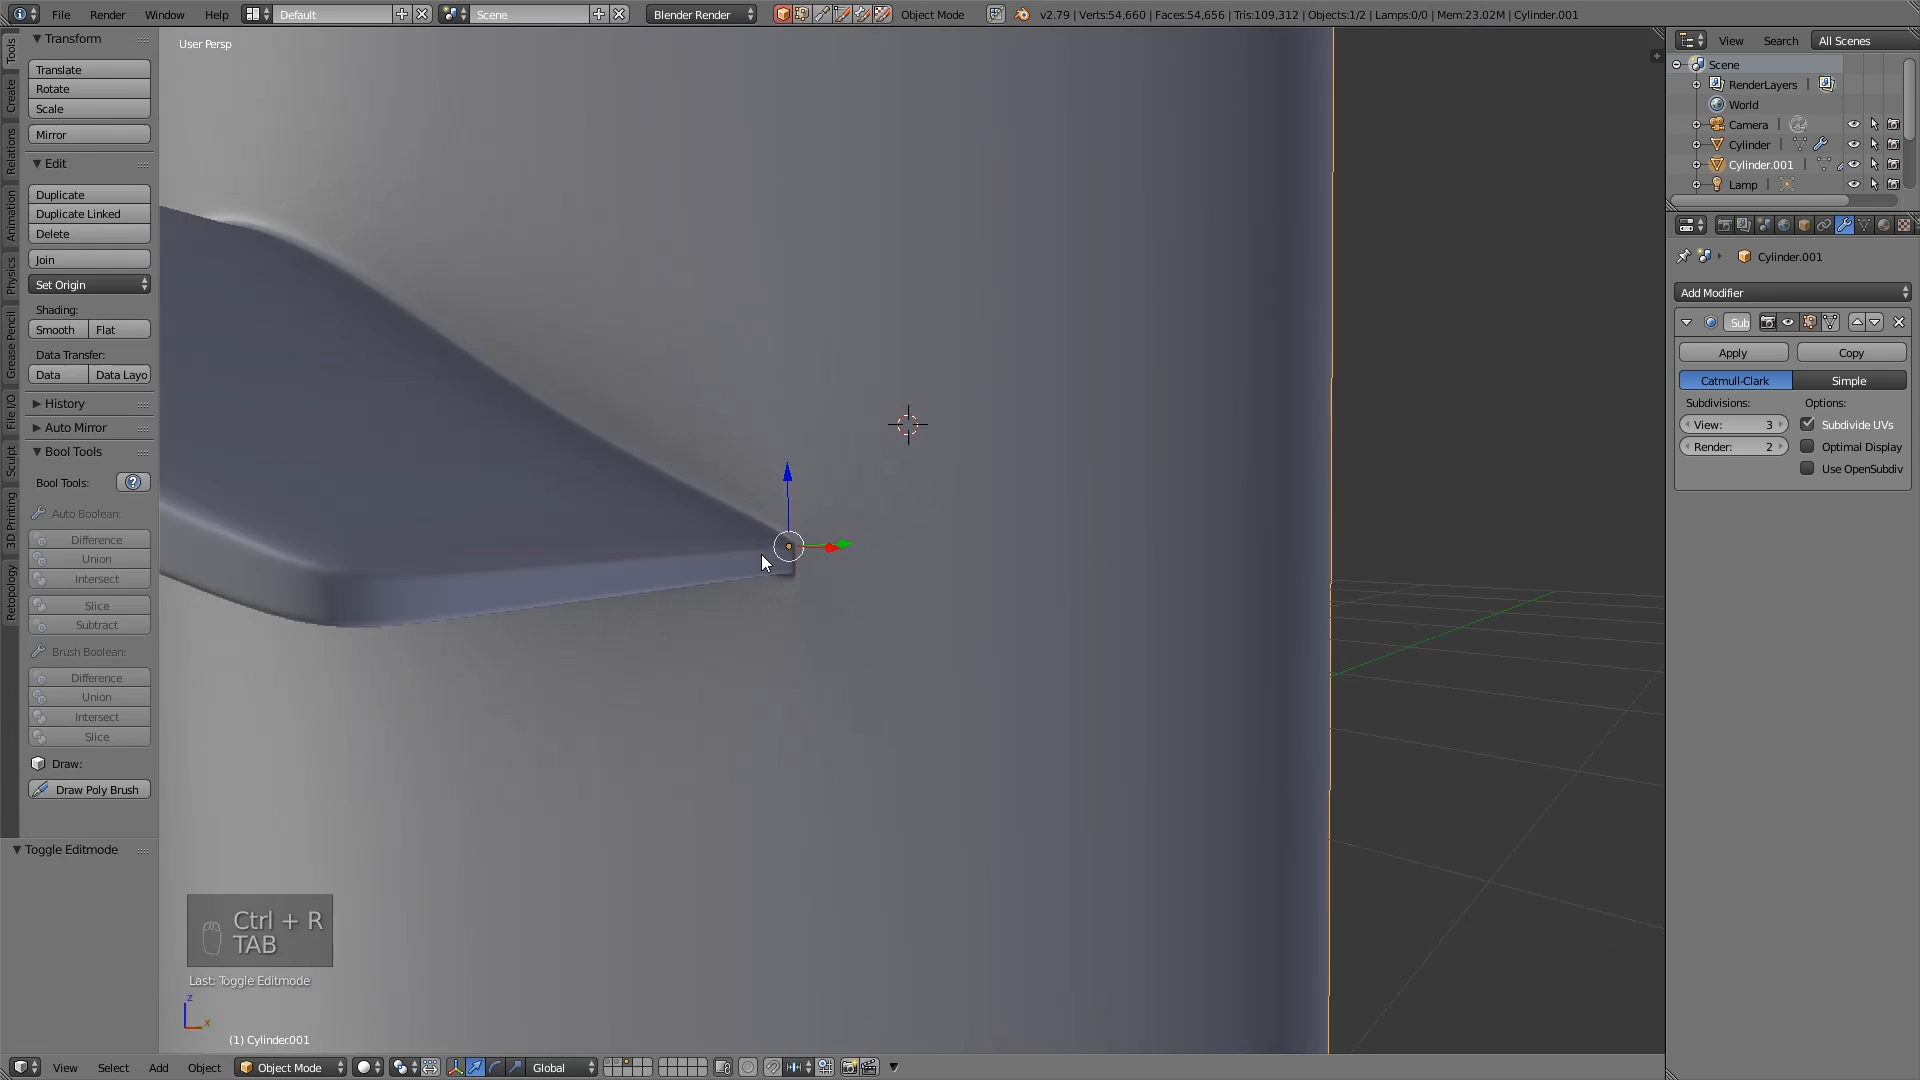 File Render Window Help Default Scene Blender Render Object Mode v2.79 | Verts:54,660 | Faces:54,656 | Tris:109,312 | Objects:1/2 | Lamps:0/0 | Mem:23.02M | Cylinder.001
Tools
Create
Relations
Animation
Physics
Grease Pencil
File I/O
Sculpt
3D Printing
Retopology
Transform
Translate
Rotate
Scale
Mirror
Edit
Duplicate
Duplicate Linked
Delete
Join
Set Origin
Shading:
Smooth Flat
Data Transfer:
Data Data Layo
History
Auto Mirror
Bool Tools
Bool Tools: ?
Auto Boolean:
Difference
Union
Intersect
Slice
Subtract
Brush Boolean:
Difference
Union
Intersect
Slice
Draw:
Draw Poly Brush
Toggle Editmode
User Persp
Ctrl + R
TAB
Last: Toggle Editmode
z
x
(1) Cylinder.001
View Select Add Object Object Mode Global
View Search All Scenes
Scene
RenderLayers |
World
Camera |
Cylinder |
Cylinder.001 |
Lamp |
Cylinder.001
Add Modifier
Sub
Apply Copy
Catmull-Clark Simple
Subdivisions: Options:
View: 3 Subdivide UVs
Render: 2 Optimal Display
Use OpenSubdiv